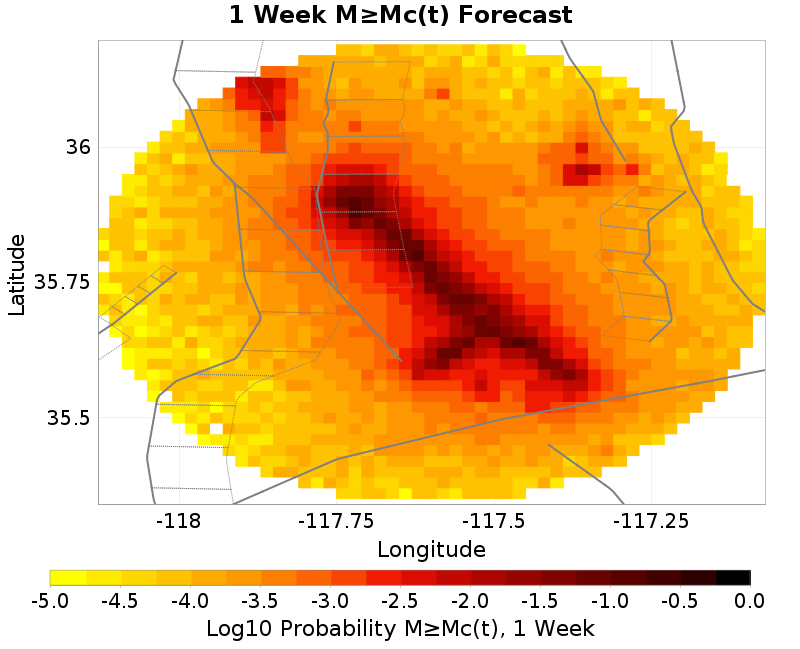 1 Week M≥Mc(t) Forecast
36
35.75
35.5
Latitude
-118 -117.75 -117.5 -117.25
Longitude
-5.0 -4.5 -4.0 -3.5 -3.0 -2.5 -2.0 -1.5 -1.0 -0.5 0.0
Log10 Probability M≥Mc(t), 1 Week